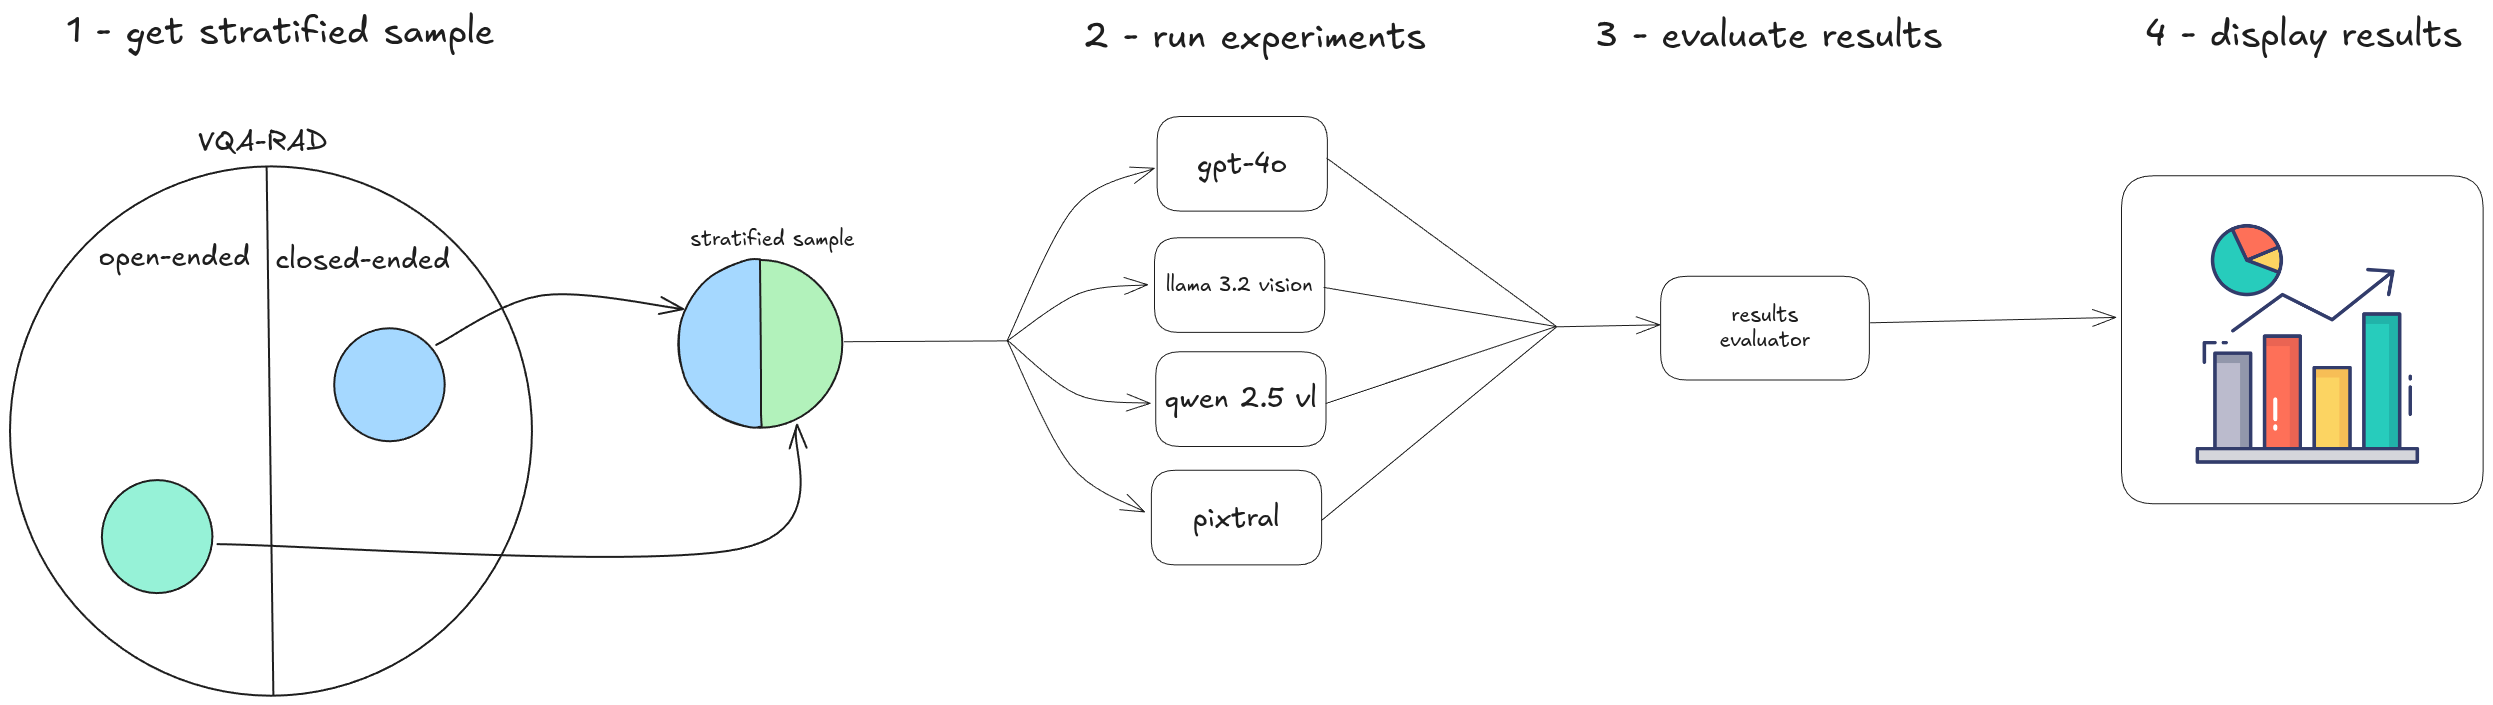 1 - get stratified sample
2 - run experiments
3 - evaluate results
4 - display results
VQA-RAD
open-ended
closed-ended
stratified sample
gpt-4o
llama 3.2 vision
qwen 2.5 vl
pixtral
results
evaluator